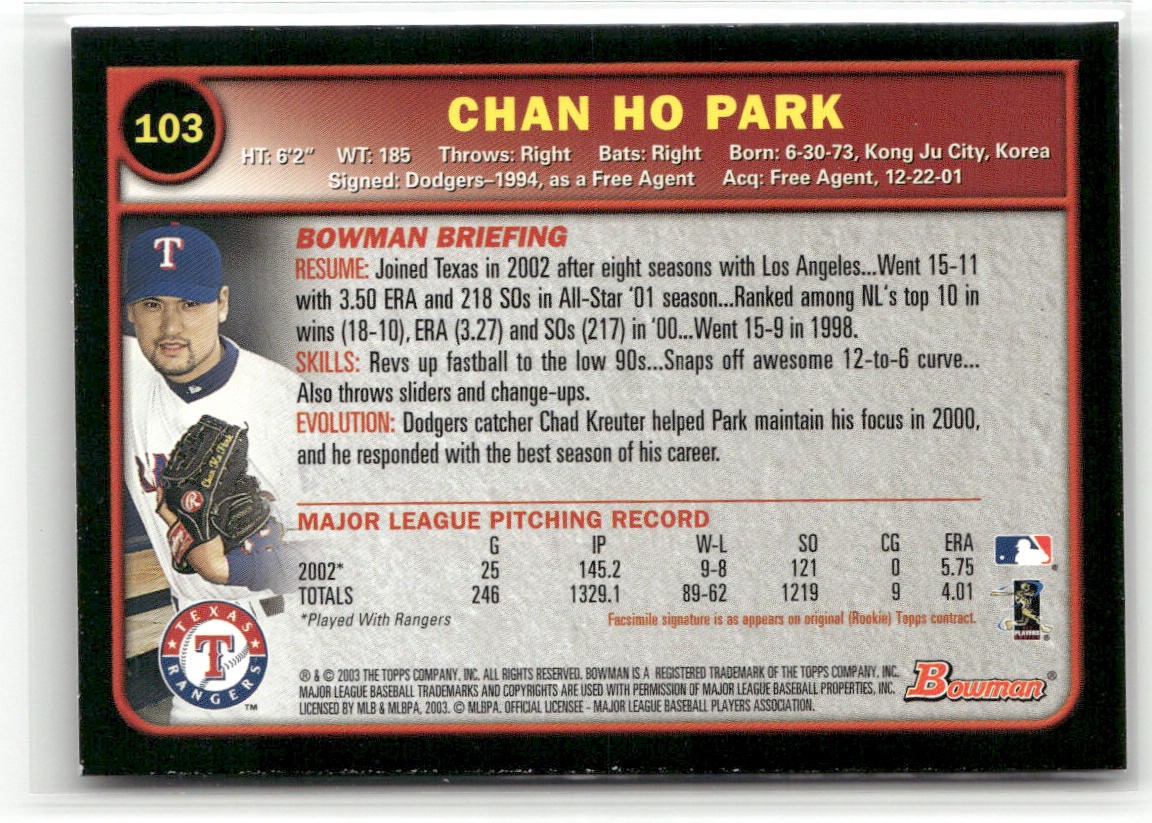 103
CHAN HO PARK
HT: 6'2" WT: 185 Throws: Right Bats: Right Born: 6-30-73, Kong Ju City, Korea
Signed: Dodgers–1994, as a Free Agent Acq: Free Agent, 12-22-01
T
BOWMAN BRIEFING
RESUME: Joined Texas in 2002 after eight seasons with Los Angeles...Went 15-11
with 3.50 ERA and 218 SOs in All-Star '01 season...Ranked among NL's top 10 in
wins (18-10), ERA (3.27) and SOs (217) in '00...Went 15-9 in 1998.
SKILLS: Revs up fastball to the low 90s...Snaps off awesome 12-to-6 curve...
Also throws sliders and change-ups.
EVOLUTION: Dodgers catcher Chad Kreuter helped Park maintain his focus in 2000,
and he responded with the best season of his career.
Chan Ho Park
R
MAJOR LEAGUE PITCHING RECORD
G IP W-L SO CG ERA
2002* 25 145.2 9-8 121 0 5.75
TOTALS 246 1329.1 89-62 1219 9 4.01
*Played With Rangers Facsimile signature is as appears on original (Rookie) Topps contract.
PLAYERS
®
TEXAS
T
RANGERS
™
® & © 2003 THE TOPPS COMPANY, INC. ALL RIGHTS RESERVED. BOWMAN IS A REGISTERED TRADEMARK OF THE TOPPS COMPANY, INC.
MAJOR LEAGUE BASEBALL TRADEMARKS AND COPYRIGHTS ARE USED WITH PERMISSION OF MAJOR LEAGUE BASEBALL PROPERTIES, INC.
LICENSED BY MLB & MLBPA, 2003. © MLBPA. OFFICIAL LICENSEE – MAJOR LEAGUE BASEBALL PLAYERS ASSOCIATION.
Bowman®